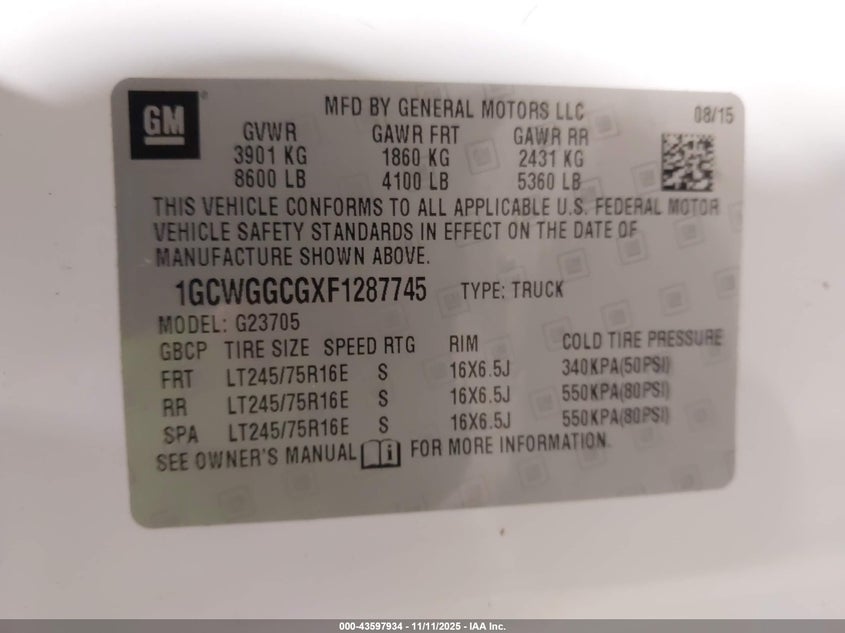 GM
MFD BY GENERAL MOTORS LLC 08/15
GVWR GAWR FRT GAWR RR
3901 KG 1860 KG 2431 KG
8600 LB 4100 LB 5360 LB
THIS VEHICLE CONFORMS TO ALL APPLICABLE U.S. FEDERAL MOTOR
VEHICLE SAFETY STANDARDS IN EFFECT ON THE DATE OF
MANUFACTURE SHOWN ABOVE.
1GCWGGCGXF1287745 TYPE: TRUCK
MODEL: G23705
GBCP TIRE SIZE SPEED RTG RIM COLD TIRE PRESSURE
FRT LT245/75R16E S 16X6.5J 340KPA(50PSI)
RR LT245/75R16E S 16X6.5J 550KPA(80PSI)
SPA LT245/75R16E S 16X6.5J 550KPA(80PSI)
SEE OWNER'S MANUAL i FOR MORE INFORMATION.
000-43597934 - 11/11/2025 - IAA Inc.